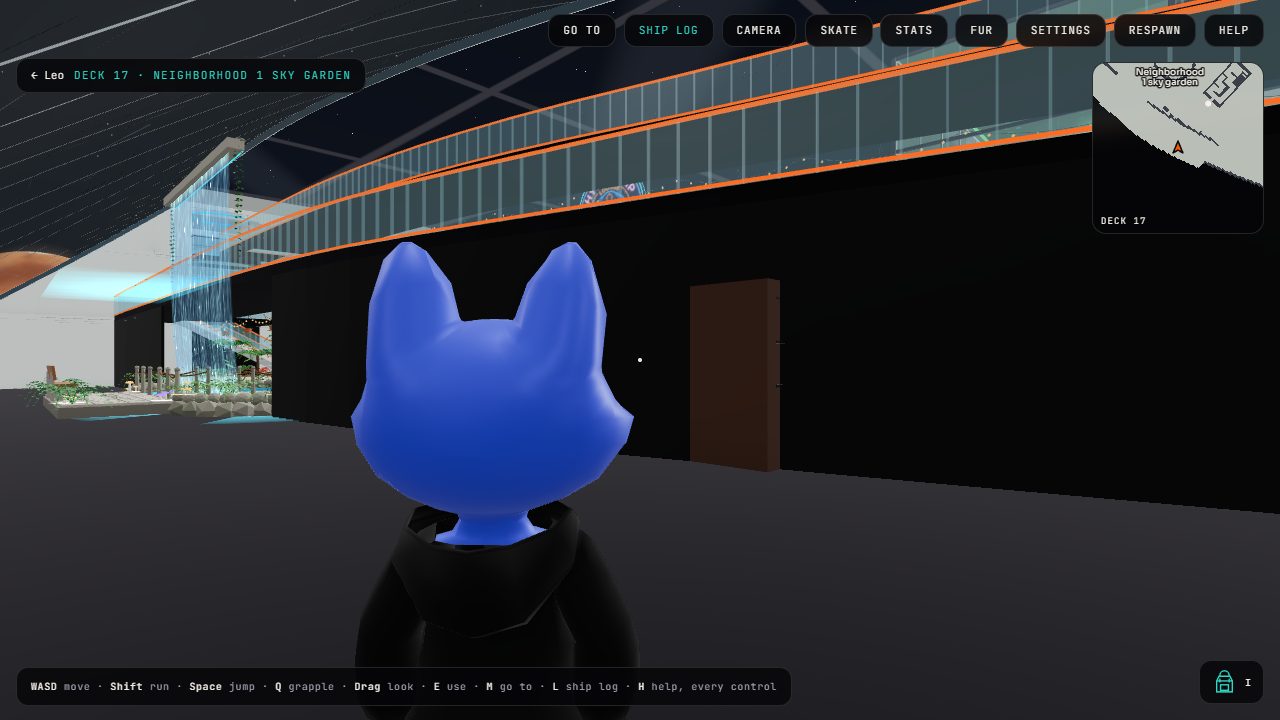 GO TO
SHIP LOG
CAMERA
SKATE
STATS
FUR
SETTINGS
RESPAWN
HELP
← Leo DECK 17 · NEIGHBORHOOD 1 SKY GARDEN
Neighborhood
1 sky garden
DECK 17
WASD move · Shift run · Space jump · Q grapple · Drag look · E use · M go to · L ship log · H help, every control
I